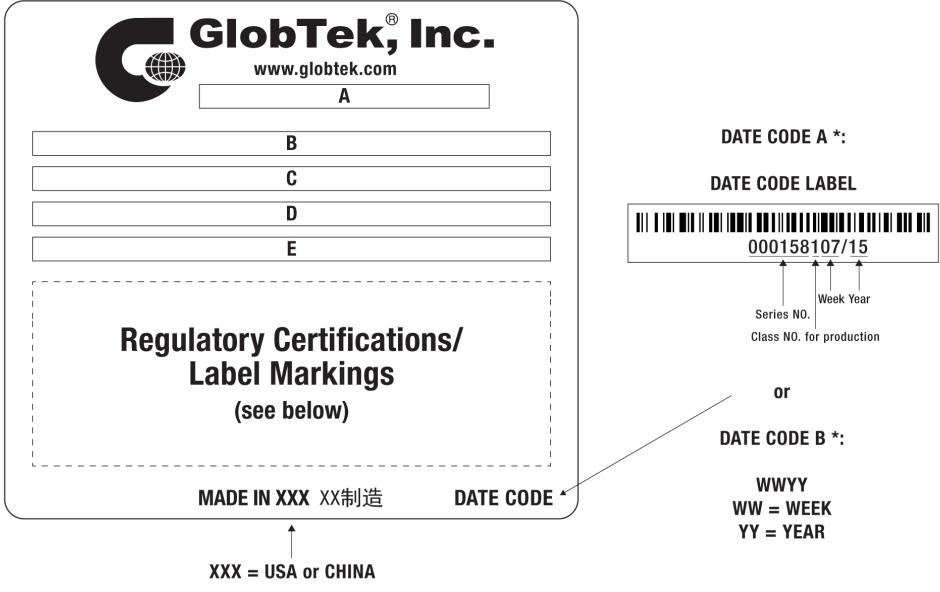 GlobTek®, Inc.
www.globtek.com
A
B
C
D
E
Regulatory Certifications/
Label Markings
(see below)
MADE IN XXX XX制造 DATE CODE
XXX = USA or CHINA
DATE CODE A *:
DATE CODE LABEL
000158107/15
Week Year
Series NO.
Class NO. for production
or
DATE CODE B *:
WWYY
WW = WEEK
YY = YEAR